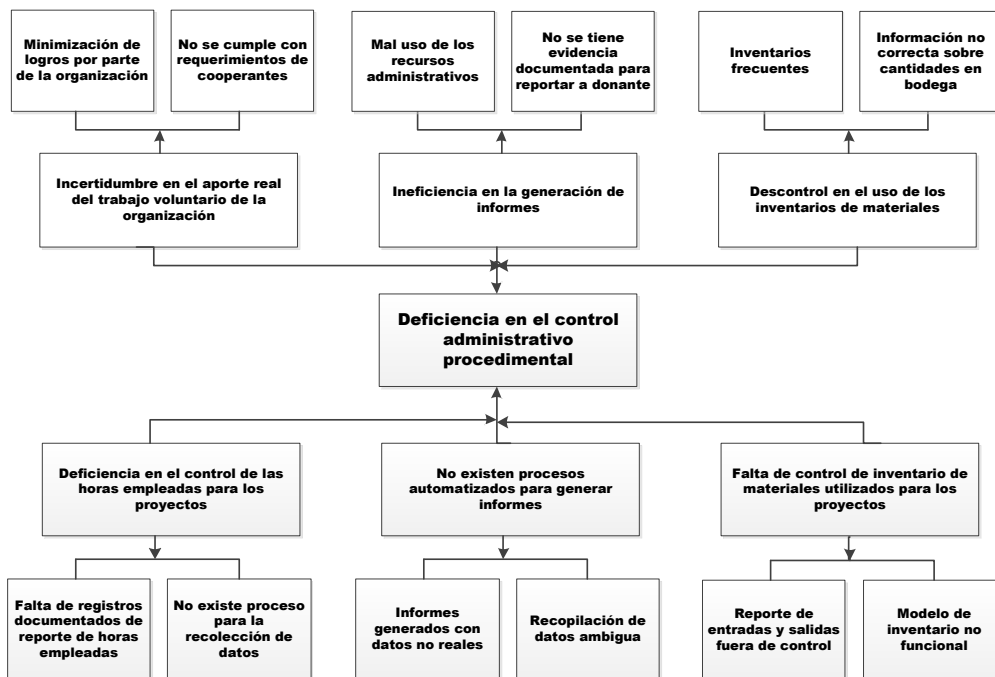 Minimización de
logros por parte
de la organización
No se cumple con
requerimientos de
cooperantes
Mal uso de los
recursos
administrativos
No se tiene
evidencia
documentada para
reportar a donante
Inventarios
frecuentes
Información no
correcta sobre
cantidades en
bodega
Incertidumbre en el aporte real
del trabajo voluntario de la
organización
Ineficiencia en la generación de
informes
Descontrol en el uso de los
inventarios de materiales
Deficiencia en el control
administrativo
procedimental
Deficiencia en el control de las
horas empleadas para los
proyectos
No existen procesos
automatizados para generar
informes
Falta de control de inventario de
materiales utilizados para los
proyectos
Falta de registros
documentados de
reporte de horas
empleadas
No existe proceso
para la
recolección de
datos
Informes
generados con
datos no reales
Recopilación de
datos ambigua
Reporte de
entradas y salidas
fuera de control
Modelo de
inventario no
funcional